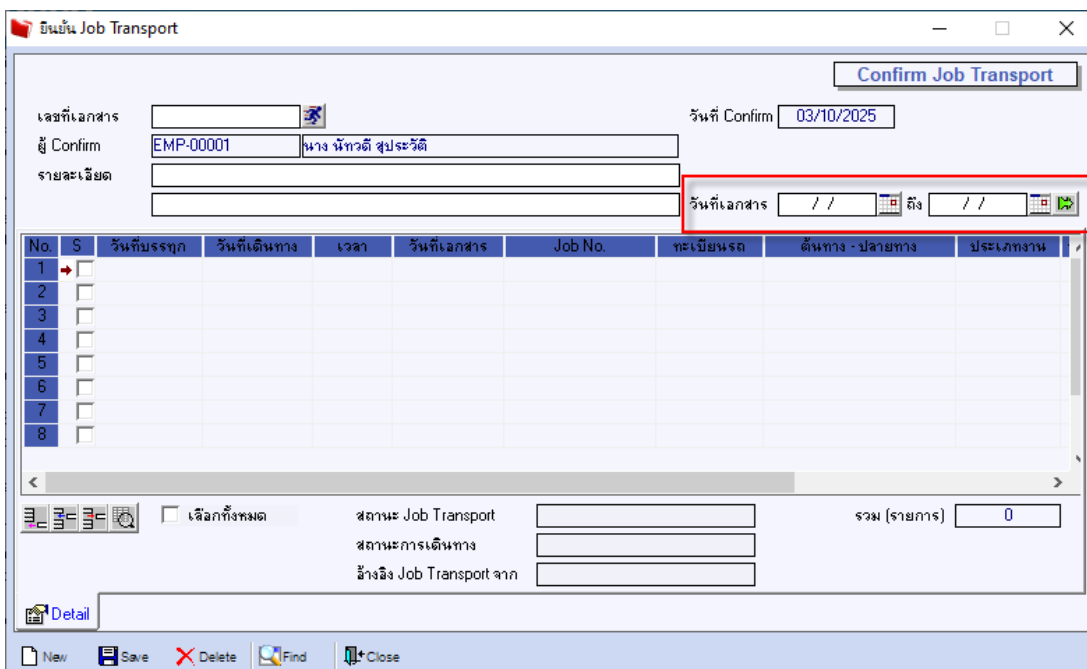 ยืนยัน Job Transport
Confirm Job Transport
เลขที่เอกสาร วันที่ Confirm 03/10/2025
ผู้ Confirm EMP-00001 นาง นัทวดี สุประวัติ
รายละเอียด
วันที่เอกสาร / / ถึง / /
No. S วันที่บรรทุก วันที่เดินทาง เวลา วันที่เอกสาร Job No. ทะเบียนรถ ต้นทาง - ปลายทาง ประเภทงาน
1
2
3
4
5
6
7
8
เลือกทั้งหมด สถานะ Job Transport รวม (รายการ) 0
สถานะการเดินทาง
อ้างอิง Job Transport จาก
Detail
New Save Delete Find Close